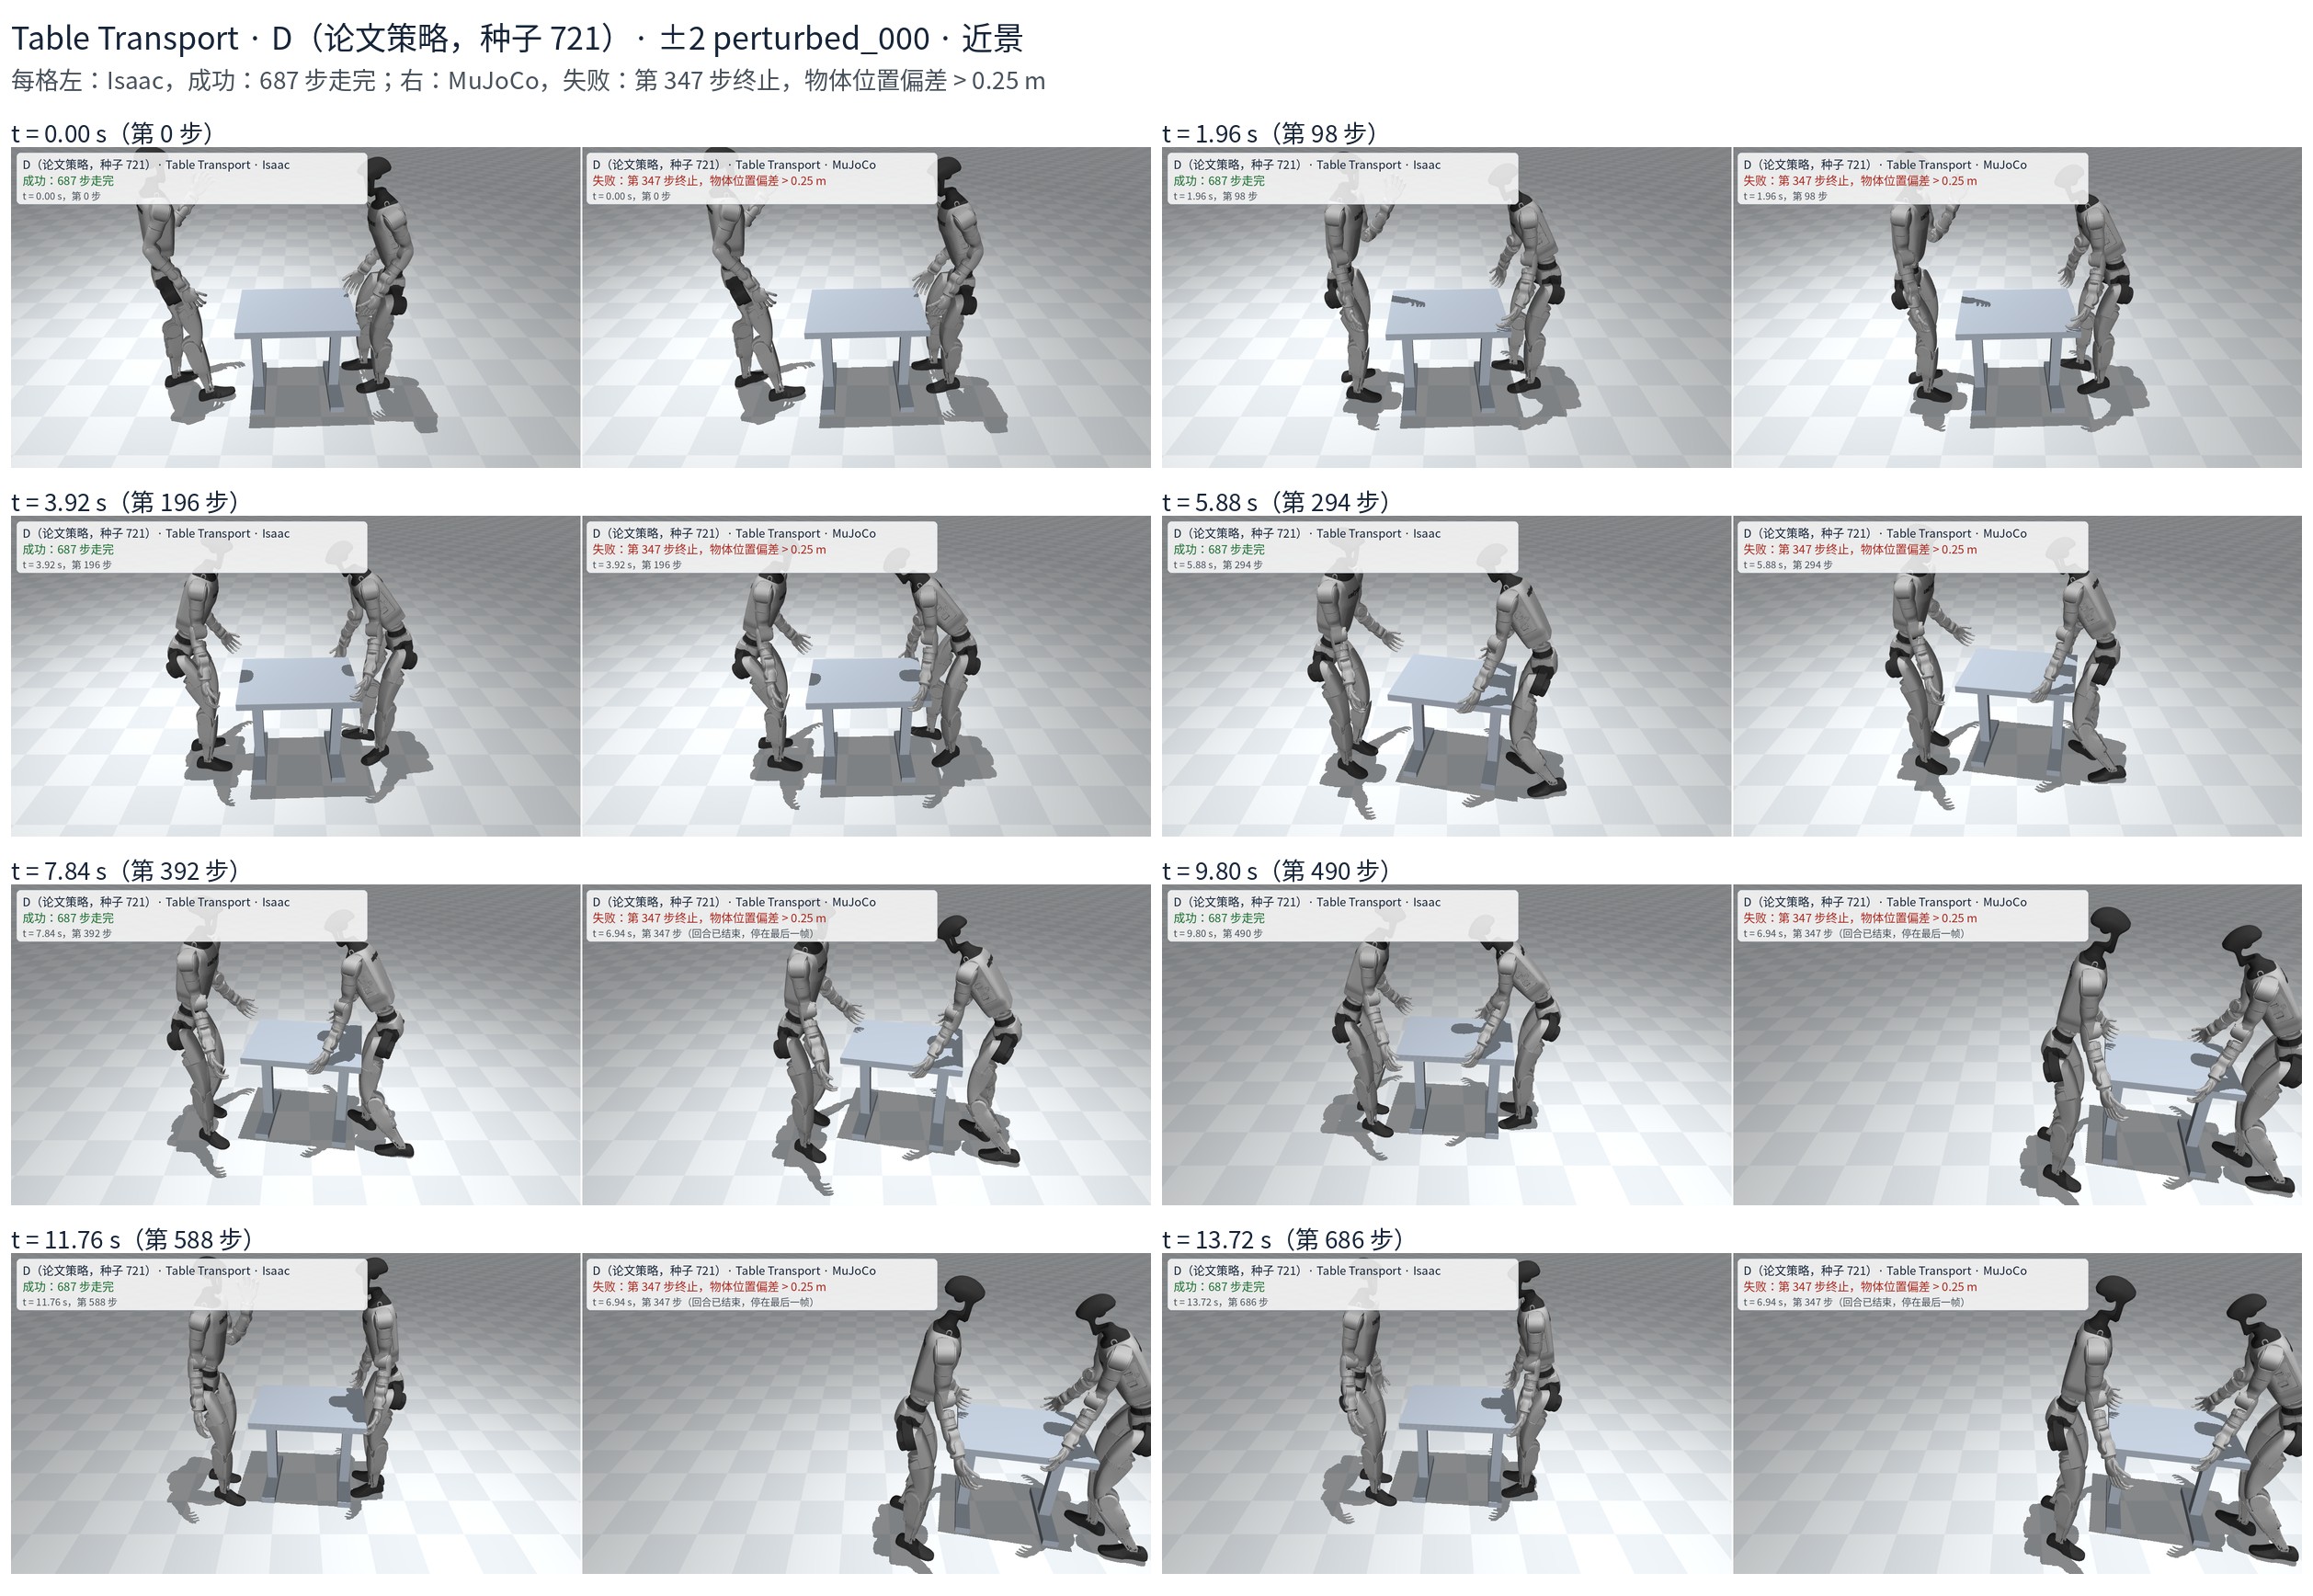 Table Transport · D（论文策略，种子 721）· ±2 perturbed_000 · 近景
每格左：Isaac，成功：687 步走完；右：MuJoCo，失败：第 347 步终止，物体位置偏差 > 0.25 m
t = 0.00 s（第 0 步）
D（论文策略，种子 721）· Table Transport · Isaac
成功：687 步走完
t = 0.00 s，第 0 步
D（论文策略，种子 721）· Table Transport · MuJoCo
失败：第 347 步终止，物体位置偏差 > 0.25 m
t = 0.00 s，第 0 步
t = 1.96 s（第 98 步）
D（论文策略，种子 721）· Table Transport · Isaac
成功：687 步走完
t = 1.96 s，第 98 步
D（论文策略，种子 721）· Table Transport · MuJoCo
失败：第 347 步终止，物体位置偏差 > 0.25 m
t = 1.96 s，第 98 步
t = 3.92 s（第 196 步）
D（论文策略，种子 721）· Table Transport · Isaac
成功：687 步走完
t = 3.92 s，第 196 步
D（论文策略，种子 721）· Table Transport · MuJoCo
失败：第 347 步终止，物体位置偏差 > 0.25 m
t = 3.92 s，第 196 步
t = 5.88 s（第 294 步）
D（论文策略，种子 721）· Table Transport · Isaac
成功：687 步走完
t = 5.88 s，第 294 步
D（论文策略，种子 721）· Table Transport · MuJoCo
失败：第 347 步终止，物体位置偏差 > 0.25 m
t = 5.88 s，第 294 步
t = 7.84 s（第 392 步）
D（论文策略，种子 721）· Table Transport · Isaac
成功：687 步走完
t = 7.84 s，第 392 步
D（论文策略，种子 721）· Table Transport · MuJoCo
失败：第 347 步终止，物体位置偏差 > 0.25 m
t = 6.94 s，第 347 步（回合已结束，停在最后一帧）
t = 9.80 s（第 490 步）
D（论文策略，种子 721）· Table Transport · Isaac
成功：687 步走完
t = 9.80 s，第 490 步
D（论文策略，种子 721）· Table Transport · MuJoCo
失败：第 347 步终止，物体位置偏差 > 0.25 m
t = 6.94 s，第 347 步（回合已结束，停在最后一帧）
t = 11.76 s（第 588 步）
D（论文策略，种子 721）· Table Transport · Isaac
成功：687 步走完
t = 11.76 s，第 588 步
D（论文策略，种子 721）· Table Transport · MuJoCo
失败：第 347 步终止，物体位置偏差 > 0.25 m
t = 6.94 s，第 347 步（回合已结束，停在最后一帧）
t = 13.72 s（第 686 步）
D（论文策略，种子 721）· Table Transport · Isaac
成功：687 步走完
t = 13.72 s，第 686 步
D（论文策略，种子 721）· Table Transport · MuJoCo
失败：第 347 步终止，物体位置偏差 > 0.25 m
t = 6.94 s，第 347 步（回合已结束，停在最后一帧）